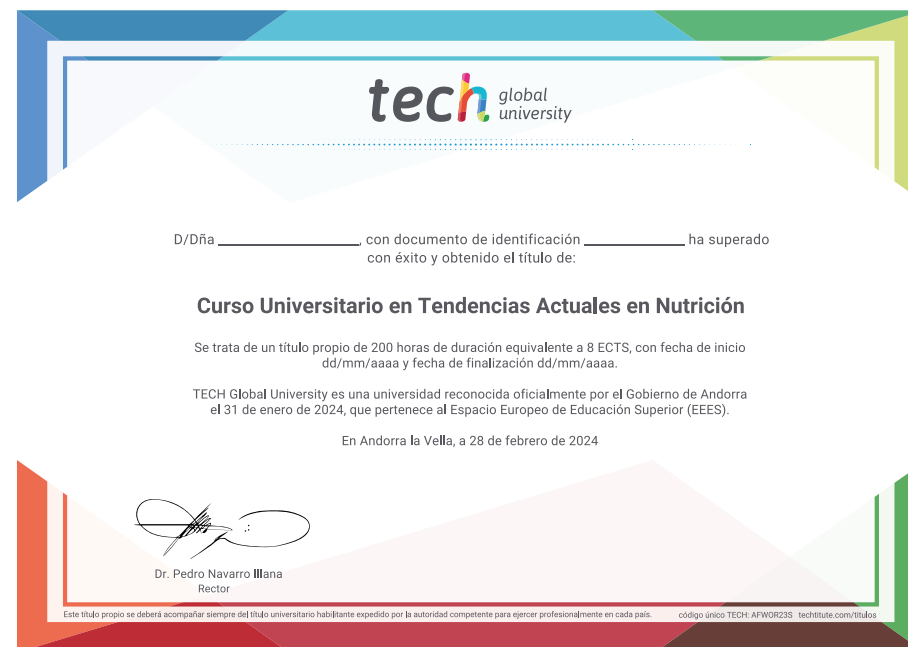 tech global university
D/Dña ____________, con documento de identificación ____________ ha superado
con éxito y obtenido el título de:
Curso Universitario en Tendencias Actuales en Nutrición
Se trata de un título propio de 200 horas de duración equivalente a 8 ECTS, con fecha de inicio
dd/mm/aaaa y fecha de finalización dd/mm/aaaa.
TECH Global University es una universidad reconocida oficialmente por el Gobierno de Andorra
el 31 de enero de 2024, que pertenece al Espacio Europeo de Educación Superior (EEES).
En Andorra la Vella, a 28 de febrero de 2024
Dr. Pedro Navarro Illana
Rector
Este título propio se deberá acompañar siempre del título universitario habilitante expedido por la autoridad competente para ejercer profesionalmente en cada país. código único TECH: AFWOR23S techtitute.com/titulos